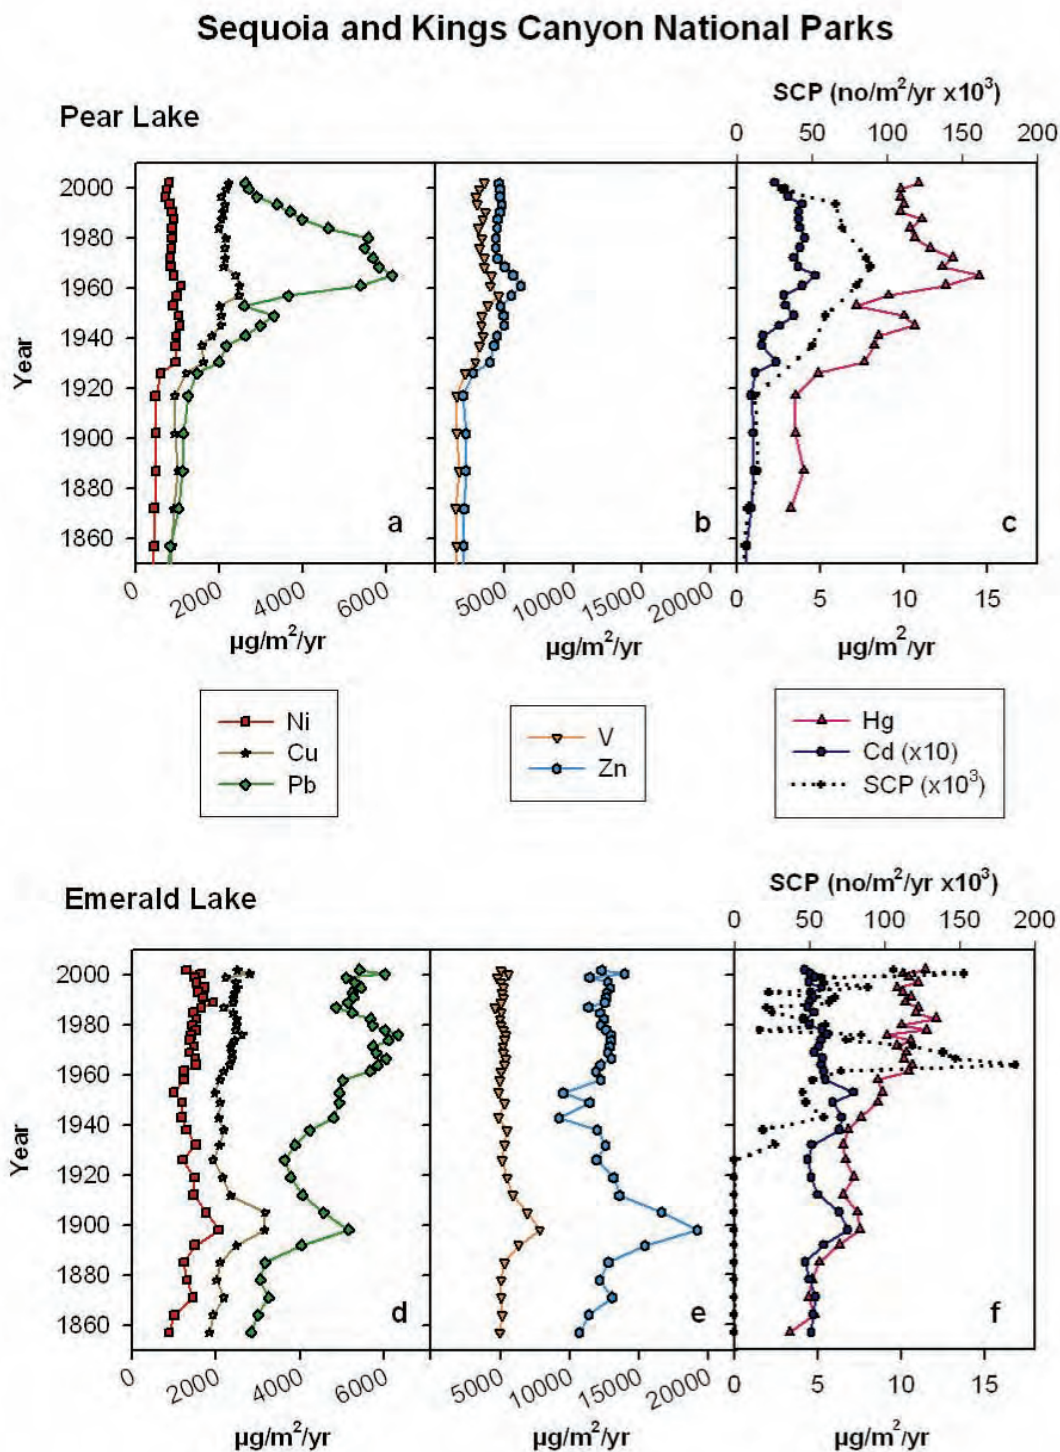 Sequoia and Kings Canyon National Parks
Pear Lake
SCP (no/m²/yr x10³)
0 50 100 150 200
Year
2000
1980
1960
1940
1920
1900
1880
1860
a
b
c
0 2000 4000 6000
5000 10000 15000 20000
0 5 10 15
µg/m²/yr
µg/m²/yr
µg/m²/yr
Ni
Cu
Pb
V
Zn
Hg
Cd (x10)
SCP (x10³)
Emerald Lake
SCP (no/m²/yr x10³)
0 50 100 150 200
Year
2000
1980
1960
1940
1920
1900
1880
1860
d
e
f
0 2000 4000 6000
5000 10000 15000 20000
0 5 10 15
µg/m²/yr
µg/m²/yr
µg/m²/yr